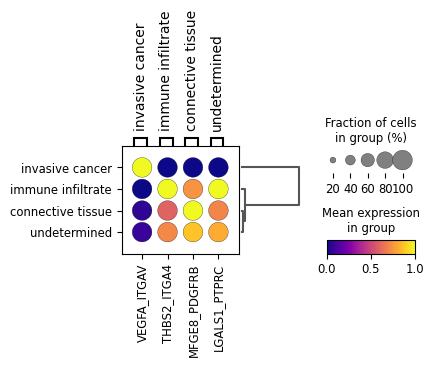 invasive cancer
immune infiltrate
connective tissue
undetermined
invasive cancer
immune infiltrate
connective tissue
undetermined
VEGFA_ITGAV
THBS2_ITGA4
MFGE8_PDGFRB
LGALS1_PTPRC
Fraction of cells
in group (%)
20 40 60 80 100
Mean expression
in group
0.0 0.5 1.0